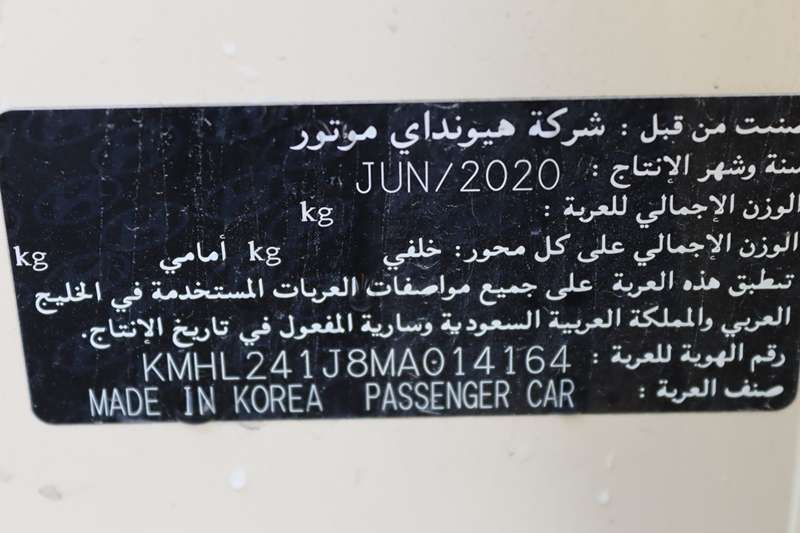 صنعت من قبل : شركة هيونداي موتور
سنة وشهر الإنتاج : JUN/2020
الوزن الإجمالي للعربة : kg
الوزن الإجمالي على كل محور: خلفي kg أمامي kg
تنطبق هذه العربة على جميع مواصفات العربات المستخدمة في الخليج
العربي والمملكة العربية السعودية وسارية المفعول في تاريخ الإنتاج.
رقم الهوية للعربة : KMHL241J8MA014164
صنف العربة : MADE IN KOREA PASSENGER CAR